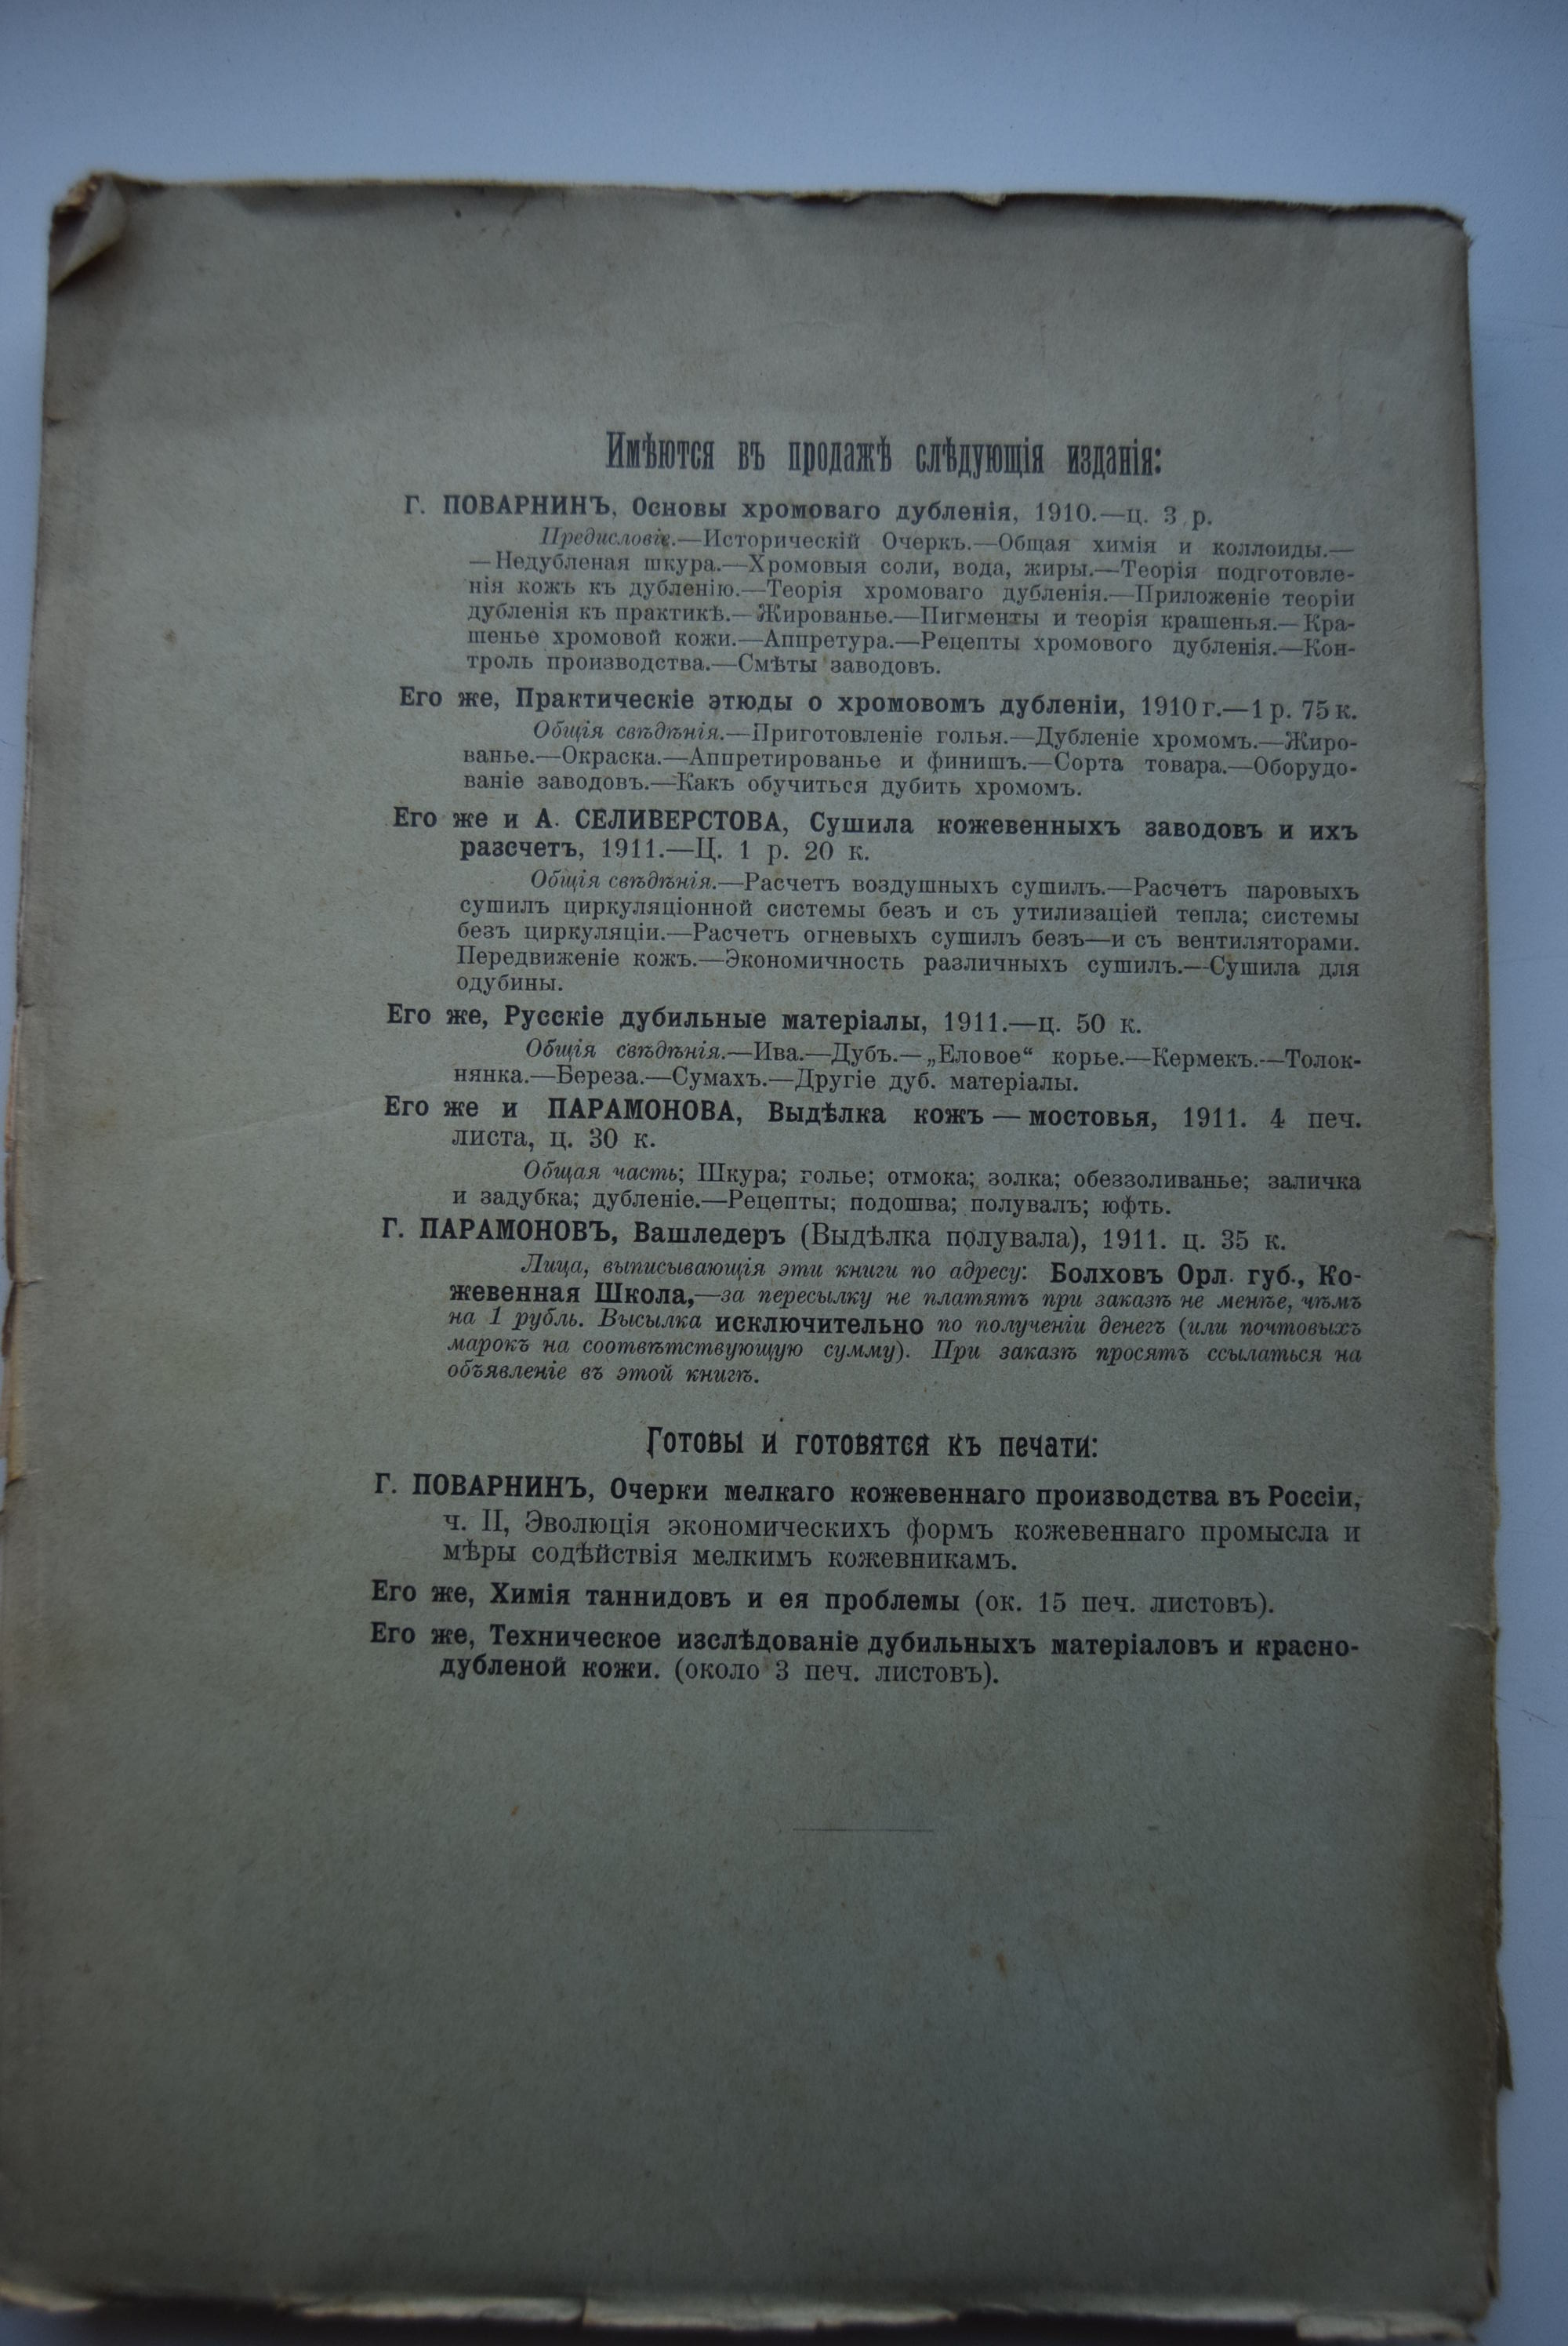 Имѣются въ продажѣ слѣдующія изданія:
Г. ПОВАРНИНЪ, Основы хромоваго дубленія, 1910.—ц. 3 р.
Предисловіе.—Историческій Очеркъ.—Общая химія и коллоиды.—
—Недубленая шкура.—Хромовыя соли, вода, жиры.—Теорія подготовле-
нія кожъ къ дубленію.—Теорія хромоваго дубленія.—Приложеніе теоріи
дубленія къ практикѣ.—Жированье.—Пигменты и теорія крашенья.—Кра-
шенье хромовой кожи.—Аппретура.—Рецепты хромового дубленія.—Кон-
троль производства.—Смѣты заводовъ.
Его же, Практическіе этюды о хромовомъ дубленіи, 1910 г.—1 р. 75 к.
Общія свѣдѣнія.—Приготовленіе голья.—Дубленіе хромомъ.—Жиро-
ванье.—Окраска.—Аппретированье и финишъ.—Сорта товара.—Оборудо-
ваніе заводовъ.—Какъ обучиться дубить хромомъ.
Его же и А. СЕЛИВЕРСТОВА, Сушила кожевенныхъ заводовъ и ихъ
разсчетъ, 1911.—Ц. 1 р. 20 к.
Общія свѣдѣнія.—Расчетъ воздушныхъ сушилъ.—Расчетъ паровыхъ
сушилъ циркуляціонной системы безъ и съ утилизаціей тепла; системы
безъ циркуляціи.—Расчетъ огневыхъ сушилъ безъ—и съ вентиляторами.
Передвиженіе кожъ.—Экономичность различныхъ сушилъ.—Сушила для
одубины.
Его же, Русскіе дубильные матеріалы, 1911.—ц. 50 к.
Общія свѣдѣнія.—Ива.—Дубъ.—„Еловое“ корье.—Кермекъ.—Толок-
нянка.—Береза.—Сумахъ.—Другіе дуб. матеріалы.
Его же и ПАРАМОНОВА, Выдѣлка кожъ — мостовья, 1911. 4 печ.
листа, ц. 30 к.
Общая часть; Шкура; голье; отмока; золка; обеззоливанье; заличка
и задубка; дубленіе.—Рецепты; подошва; полувалъ; юфть.
Г. ПАРАМОНОВЪ, Вашледеръ (Выдѣлка полувала), 1911. ц. 35 к.
Лица, выписывающія эти книги по адресу: Болховъ Орл. губ., Ко-
жевенная Школа,—за пересылку не платятъ при заказѣ не менѣе, чѣмъ
на 1 рубль. Высылка исключительно по полученіи денегъ (или почтовыхъ
марокъ на соотвѣтствующую сумму). При заказѣ просятъ ссылаться на
объявленіе въ этой книгѣ.
Готовы и готовятся къ печати:
Г. ПОВАРНИНЪ, Очерки мелкаго кожевеннаго производства въ Россіи,
ч. II, Эволюція экономическихъ формъ кожевеннаго промысла и
мѣры содѣйствія мелкимъ кожевникамъ.
Его же, Химія таннидовъ и ея проблемы (ок. 15 печ. листовъ).
Его же, Техническое изслѣдованіе дубильныхъ матеріаловъ и красно-
дубленой кожи. (около 3 печ. листовъ).